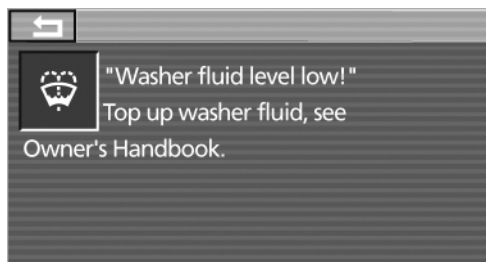 "Washer fluid level low!"
Top up washer fluid, see
Owner's Handbook.